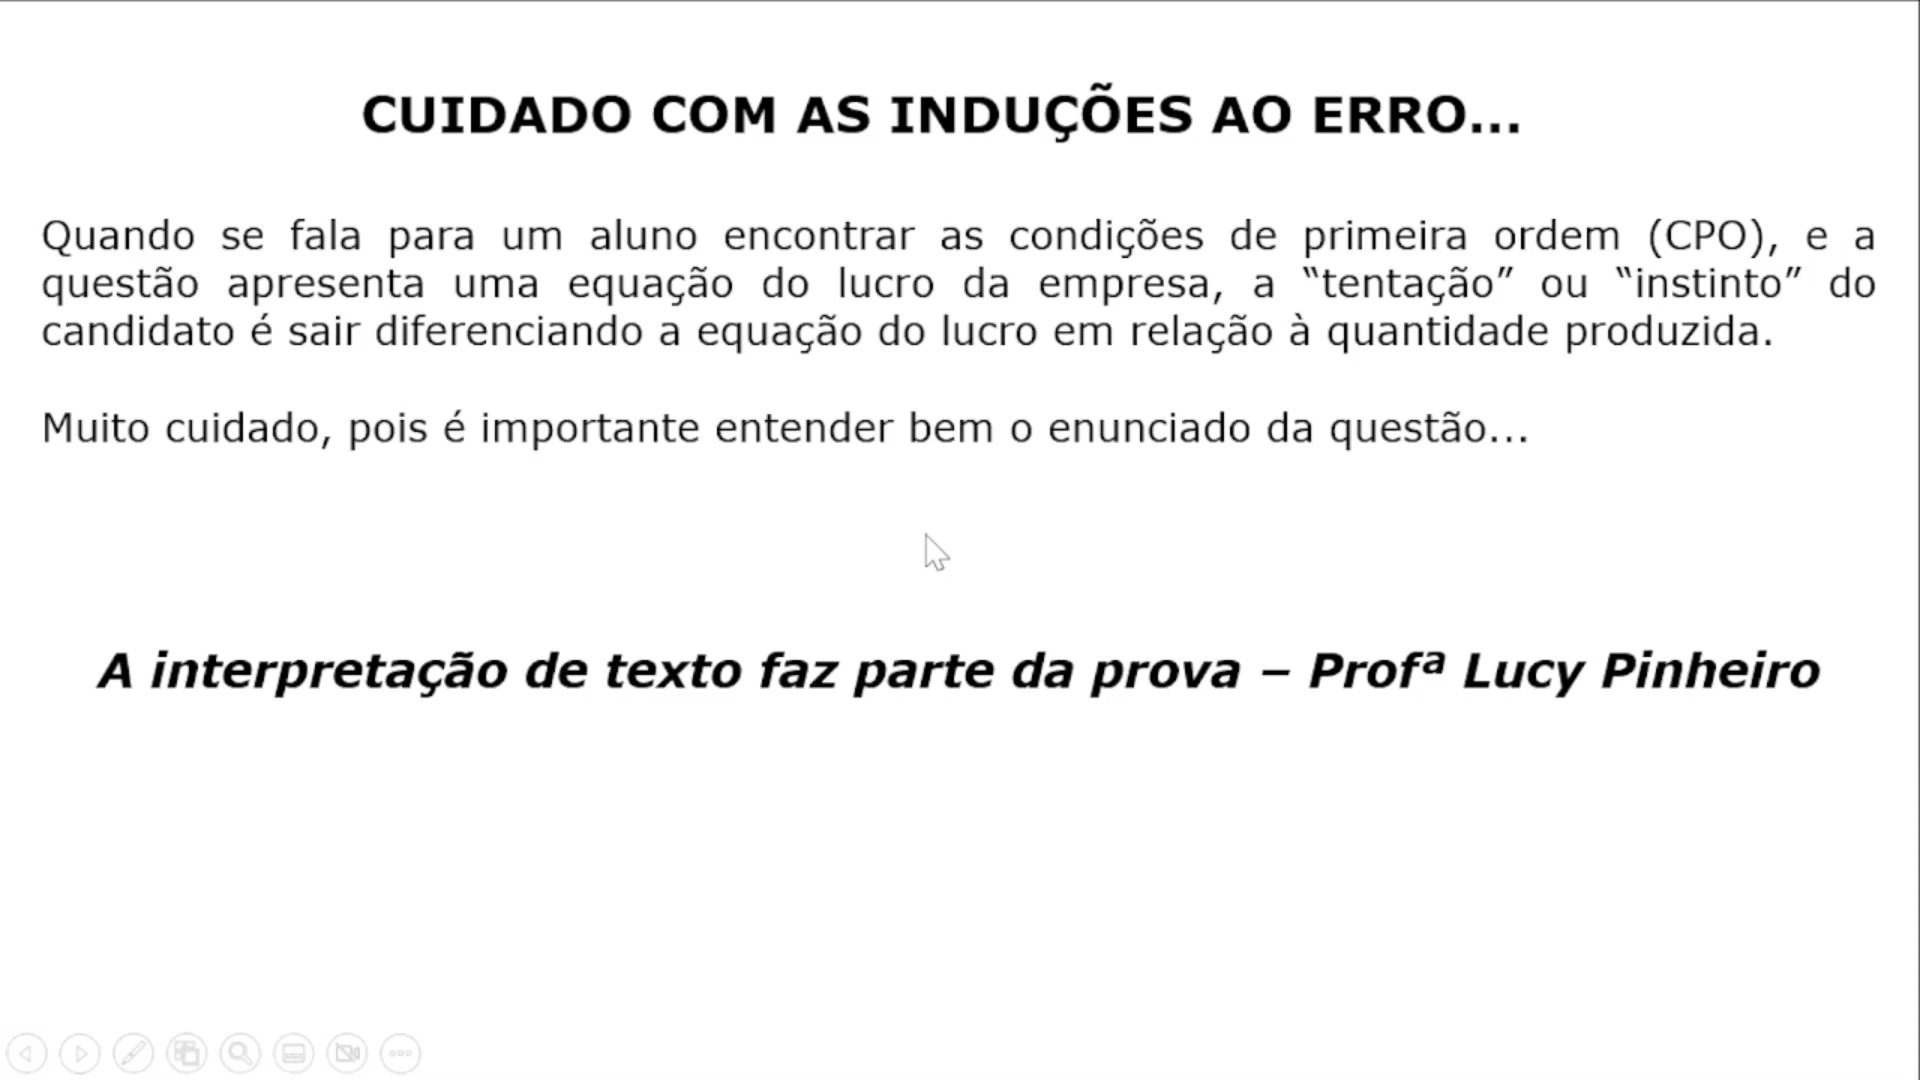 CUIDADO COM AS INDUÇÕES AO ERRO...
Quando se fala para um aluno encontrar as condições de primeira ordem (CPO), e a
questão apresenta uma equação do lucro da empresa, a “tentação” ou “instinto” do
candidato é sair diferenciando a equação do lucro em relação à quantidade produzida.
Muito cuidado, pois é importante entender bem o enunciado da questão...
A interpretação de texto faz parte da prova – Profª Lucy Pinheiro